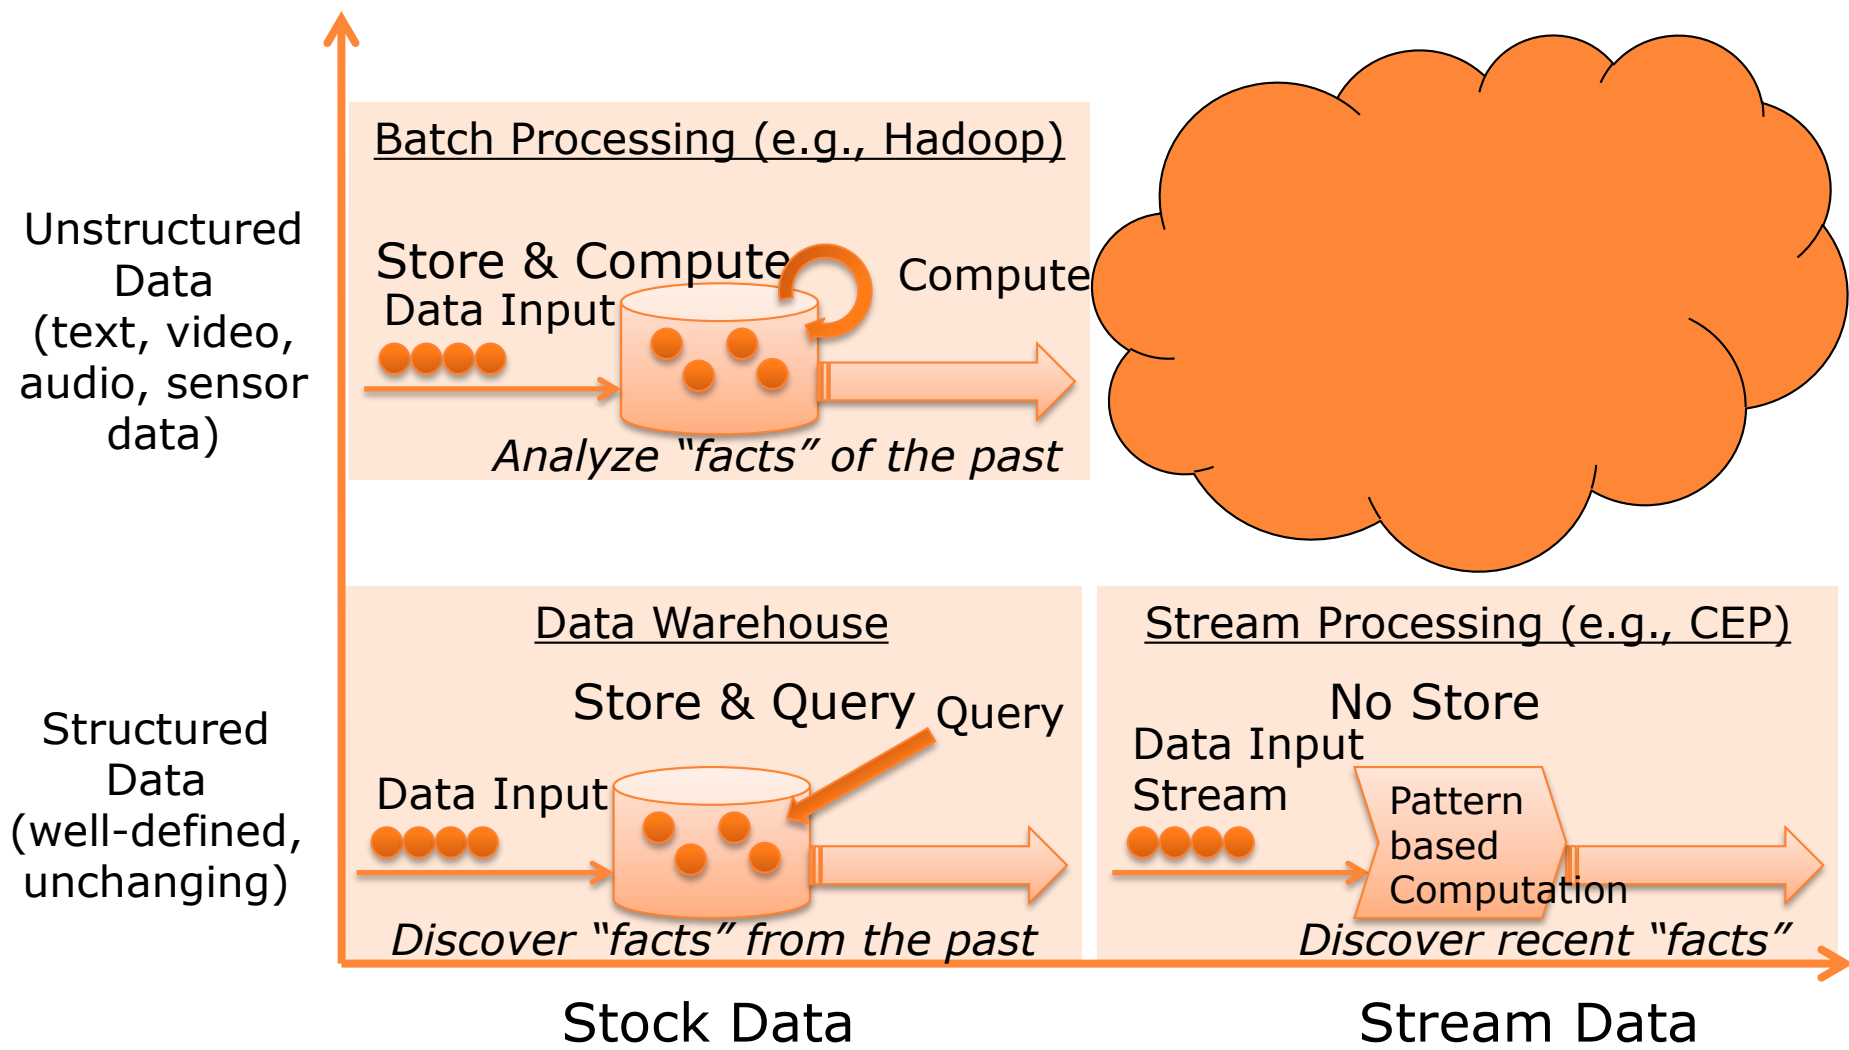 Batch Processing (e.g., Hadoop)
Unstructured
Data
(text, video,
audio, sensor
data)
Store & Compute
Compute
Data Input
Analyze “facts” of the past
Data Warehouse
Stream Processing (e.g., CEP)
Structured
Data
(well-defined,
unchanging)
Store & Query
Query
Data Input
Discover “facts” from the past
No Store
Data Input
Stream
Pattern
based
Computation
Discover recent “facts”
Stock Data
Stream Data